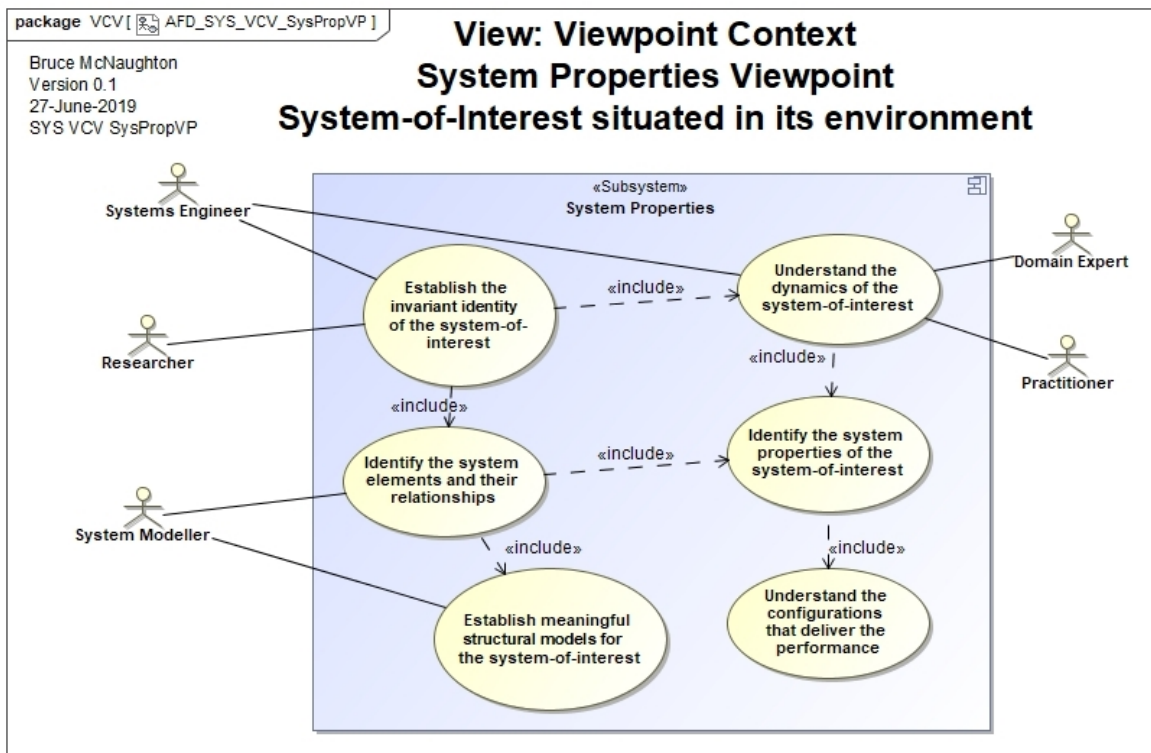 package VCV [ AFD_SYS_VCV_SysPropVP ]
View: Viewpoint Context
System Properties Viewpoint
System-of-Interest situated in its environment
Bruce McNaughton
Version 0.1
27-June-2019
SYS VCV SysPropVP
«Subsystem»
System Properties
Systems Engineer
Researcher
System Modeller
Domain Expert
Practitioner
Establish the
invariant identity
of the system-of-
interest
«include»
Understand the
dynamics of the
system-of-interest
«include»
«include»
Identify the system
elements and their
relationships
«include»
Identify the system
properties of the
system-of-interest
«include»
«include»
Establish meaningful
structural models for
the system-of-interest
Understand the
configurations
that deliver the
performance